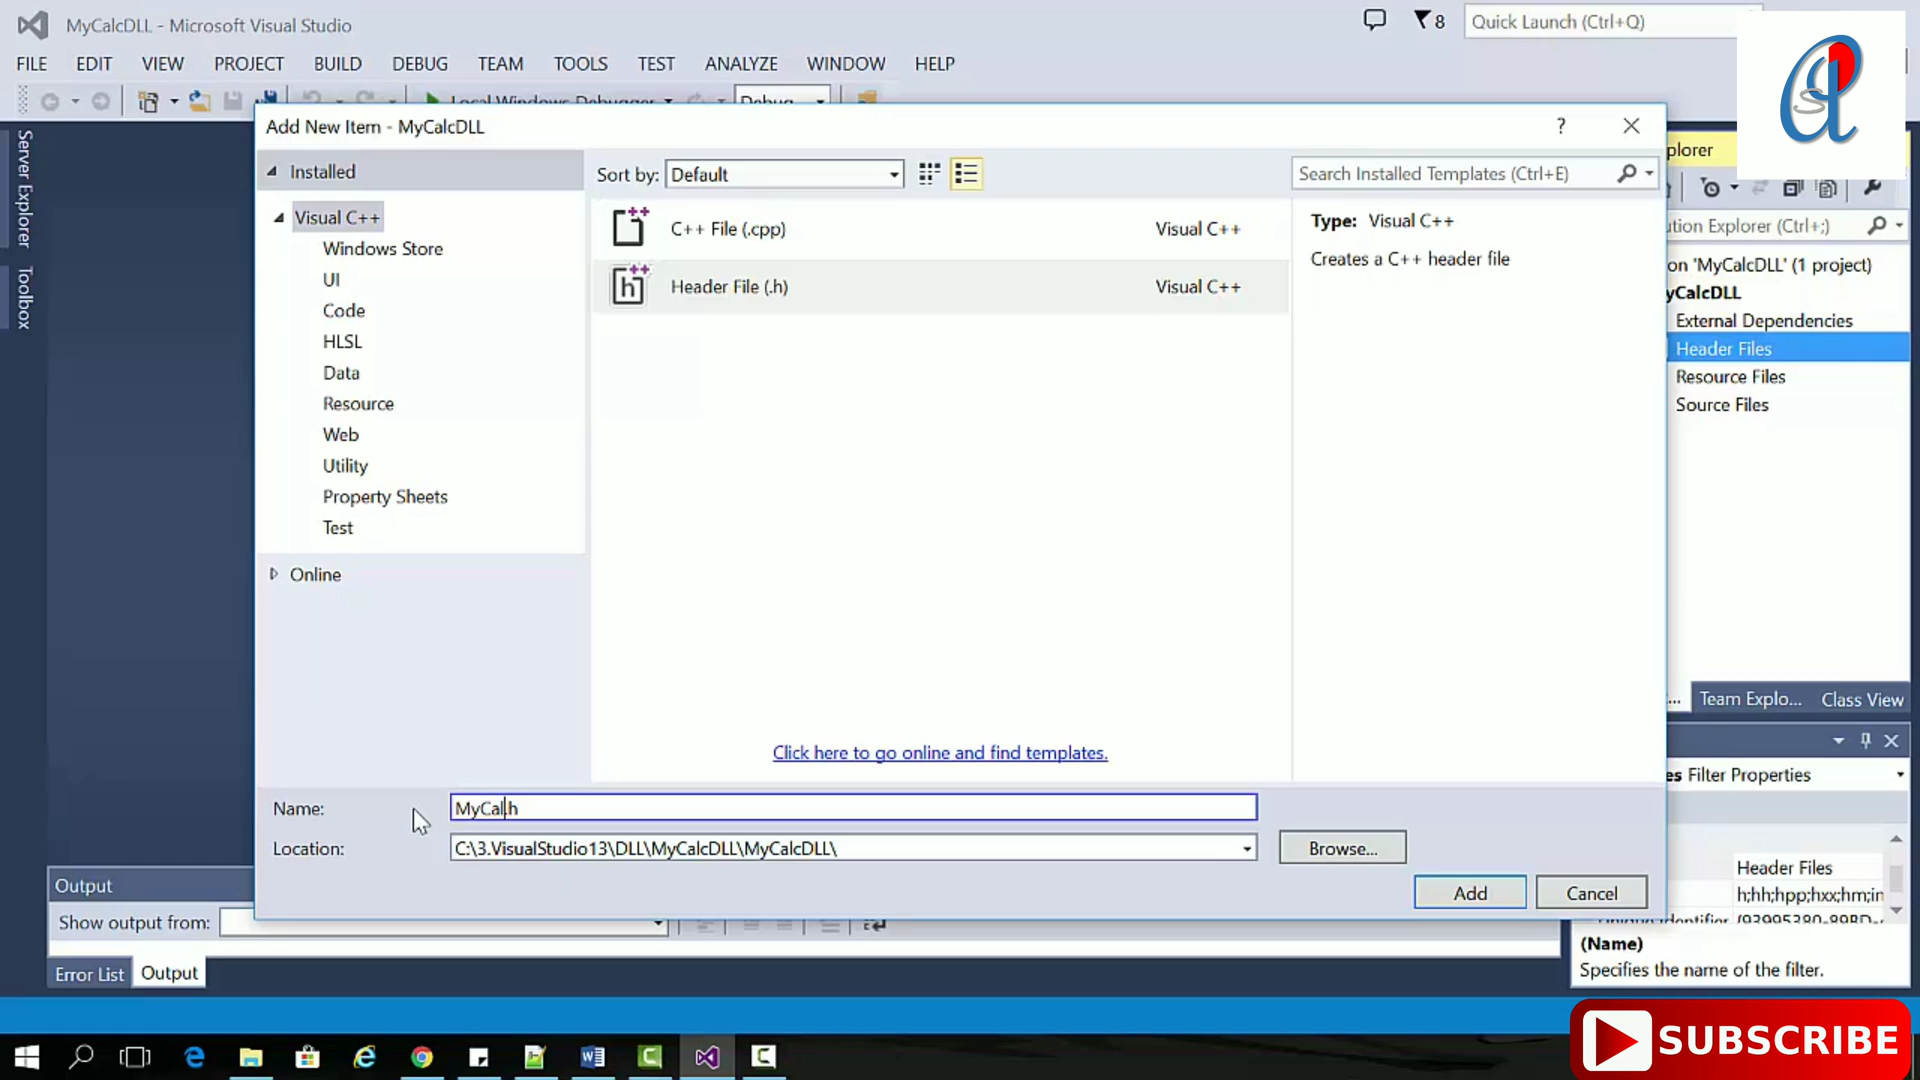 MyCalcDLL - Microsoft Visual Studio
8
Quick Launch (Ctrl+Q)
FILE EDIT VIEW PROJECT BUILD DEBUG TEAM TOOLS TEST ANALYZE WINDOW HELP
Local Windows Debugger Debug
Server Explorer
Toolbox
Add New Item - MyCalcDLL
?
Installed
Visual C++
Windows Store
UI
Code
HLSL
Data
Resource
Web
Utility
Property Sheets
Test
Online
Sort by: Default
Search Installed Templates (Ctrl+E)
C++ File (.cpp) Visual C++
Header File (.h) Visual C++
Type: Visual C++
Creates a C++ header file
Click here to go online and find templates.
Name: MyCal.h
Location: C:\3.VisualStudio13\DLL\MyCalcDLL\MyCalcDLL\
Browse...
Add Cancel
plorer
ution Explorer (Ctrl+;)
on 'MyCalcDLL' (1 project)
yCalcDLL
External Dependencies
Header Files
Resource Files
Source Files
... Team Explo... Class View
es Filter Properties
Header Files
h;hh;hpp;hxx;hm;in
(Name)
Specifies the name of the filter.
Output
Show output from:
Error List Output
SUBSCRIBE